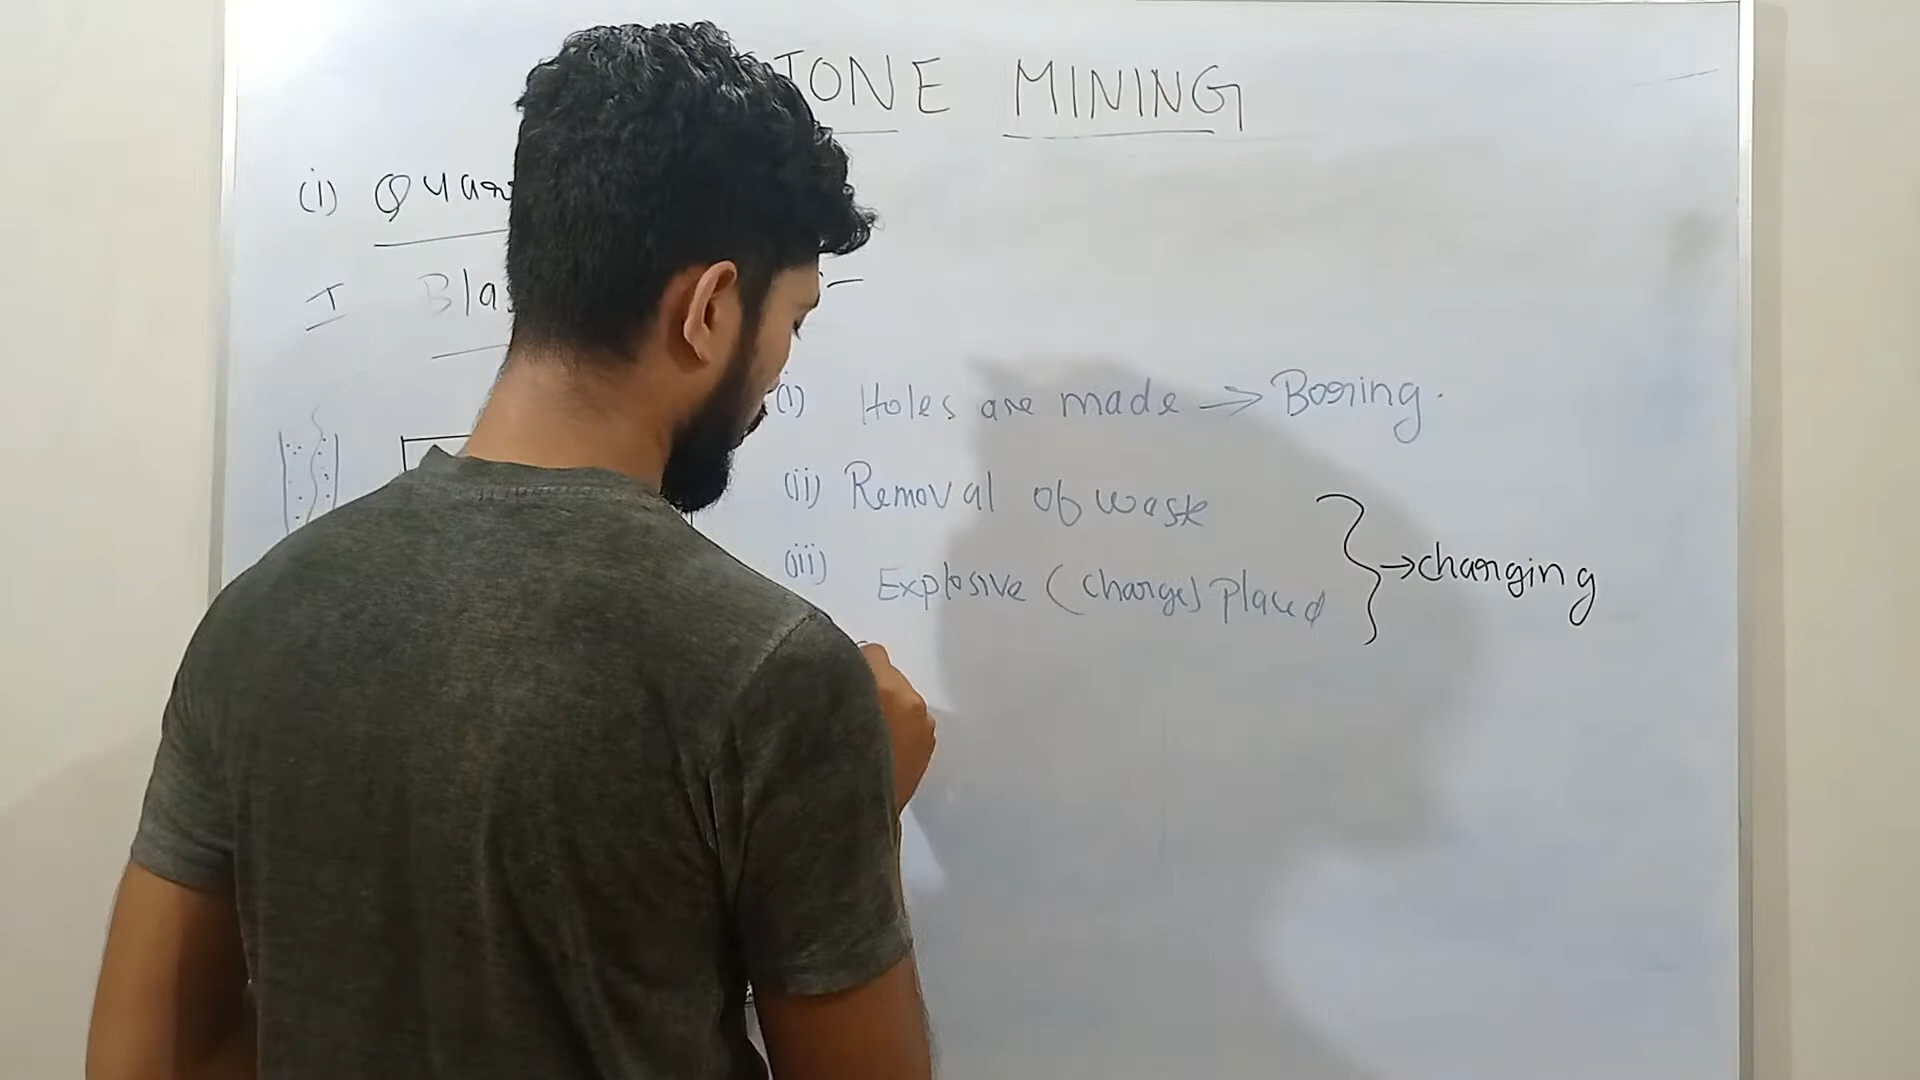 TONE MINING
(i) Quar
I Bla :-
(i) Holes are made → Boring.
(ii) Removal of waste
(iii) Explosive (charge) placed
→ charging